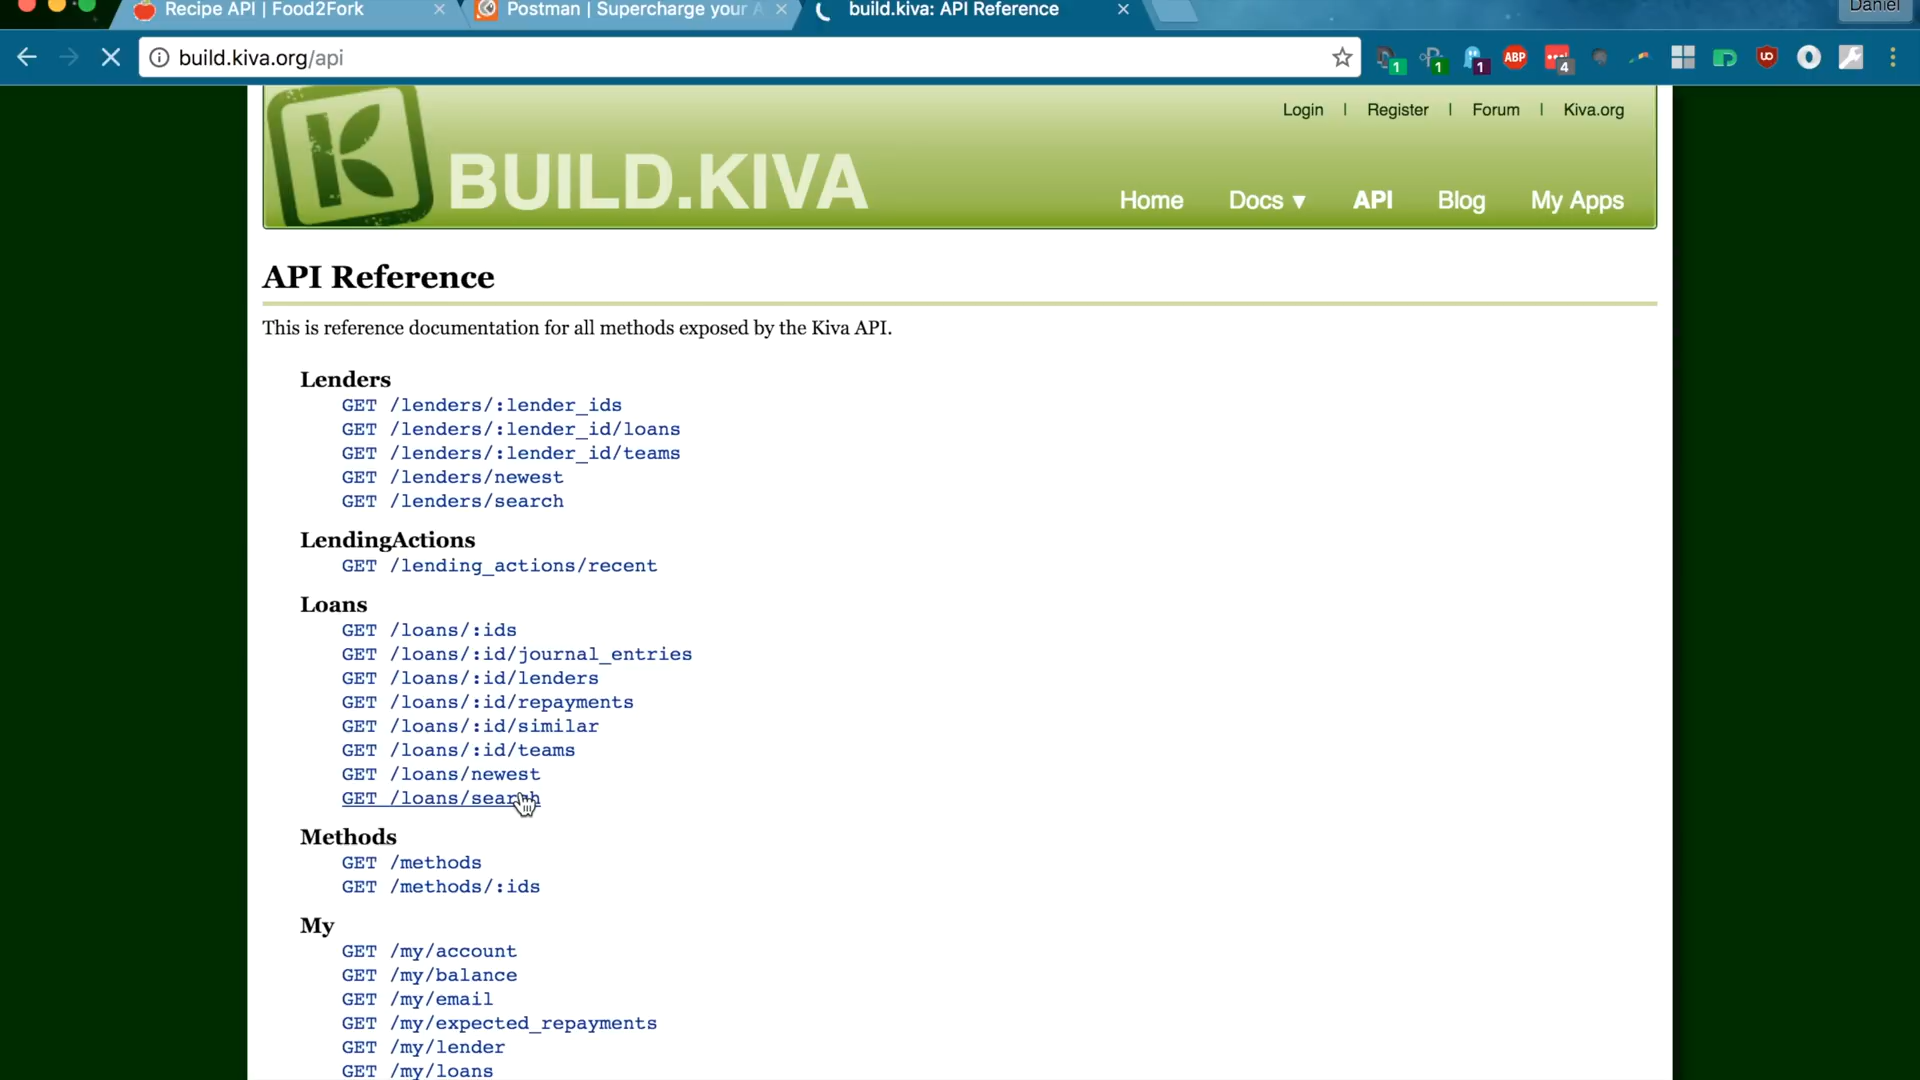 Recipe API | Food2Fork
Postman | Supercharge your A
build.kiva: API Reference
Daniel
build.kiva.org/api
1
1
1
ABP
4
UO
Login | Register | Forum | Kiva.org
K
BUILD.KIVA
Home Docs ▼ API Blog My Apps
API Reference
This is reference documentation for all methods exposed by the Kiva API.
Lenders
GET /lenders/:lender_ids
GET /lenders/:lender_id/loans
GET /lenders/:lender_id/teams
GET /lenders/newest
GET /lenders/search
LendingActions
GET /lending_actions/recent
Loans
GET /loans/:ids
GET /loans/:id/journal_entries
GET /loans/:id/lenders
GET /loans/:id/repayments
GET /loans/:id/similar
GET /loans/:id/teams
GET /loans/newest
GET /loans/search
Methods
GET /methods
GET /methods/:ids
My
GET /my/account
GET /my/balance
GET /my/email
GET /my/expected_repayments
GET /my/lender
GET /my/loans